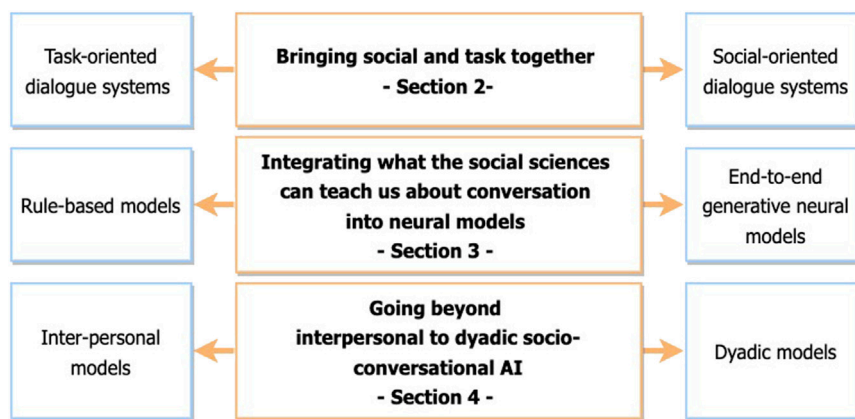 Task-oriented
dialogue systems
Bringing social and task together
- Section 2-
Social-oriented
dialogue systems
Rule-based models
Integrating what the social sciences
can teach us about conversation
into neural models
- Section 3 -
End-to-end
generative neural
models
Inter-personal
models
Going beyond
interpersonal to dyadic socio-
conversational AI
- Section 4 -
Dyadic models